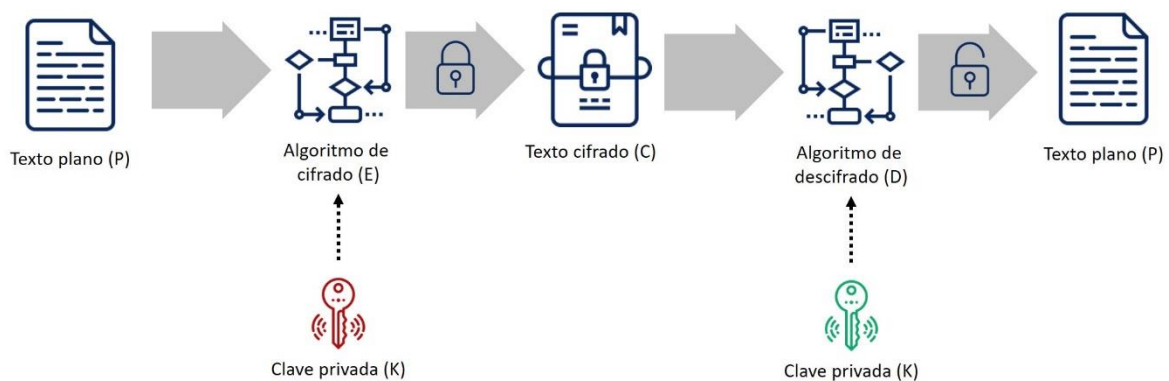 Texto plano (P)
Algoritmo de
cifrado (E)
Texto cifrado (C)
Algoritmo de
descifrado (D)
Texto plano (P)
Clave privada (K)
Clave privada (K)